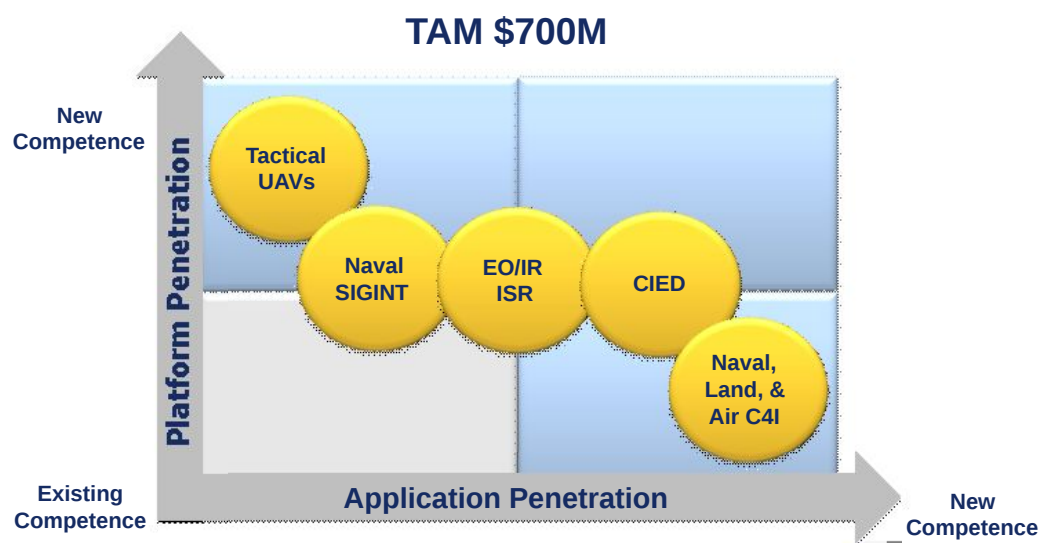 TAM $700M
New
Competence
Platform Penetration
Tactical
UAVs
Naval
SIGINT
EO/IR
ISR
CIED
Naval,
Land, &
Air C4I
Existing
Competence
Application Penetration
New
Competence